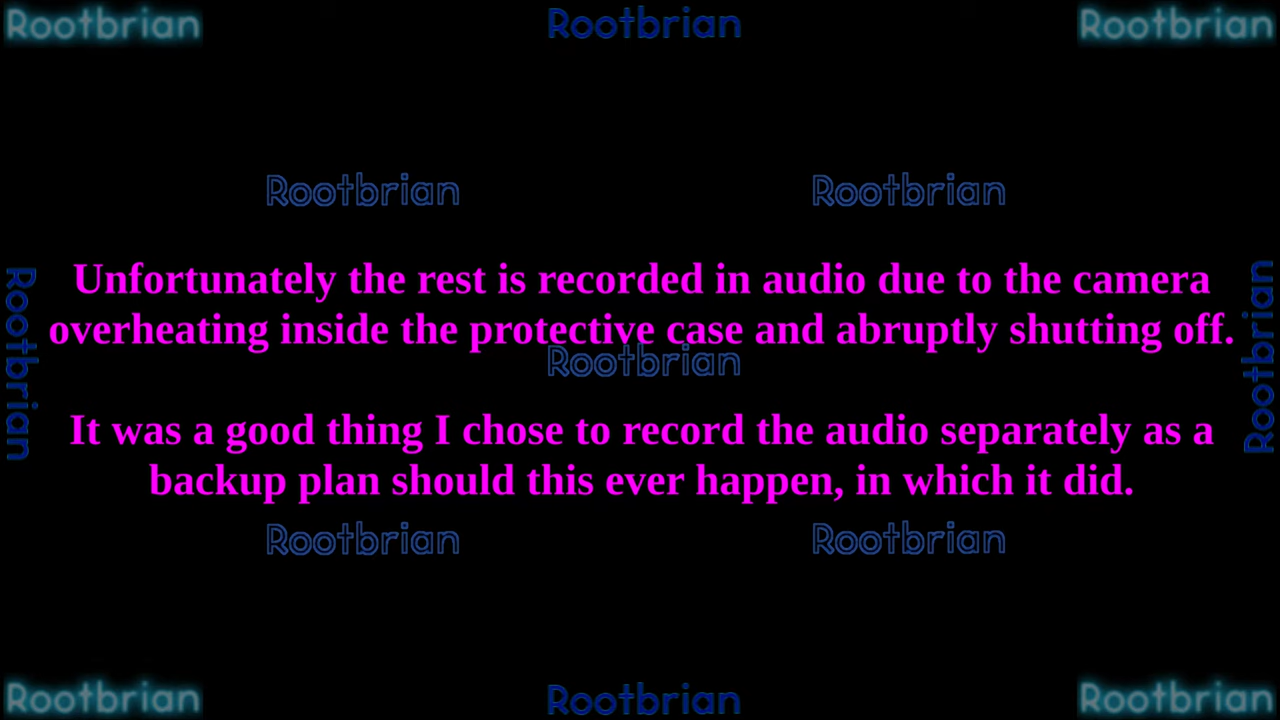 Rootbrian Rootbrian Rootbrian
Rootbrian Rootbrian
Unfortunately the rest is recorded in audio due to the camera
overheating inside the protective case and abruptly shutting off.
Rootbrian
Rootbrian
Rootbrian
It was a good thing I chose to record the audio separately as a
backup plan should this ever happen, in which it did.
Rootbrian Rootbrian
Rootbrian Rootbrian Rootbrian